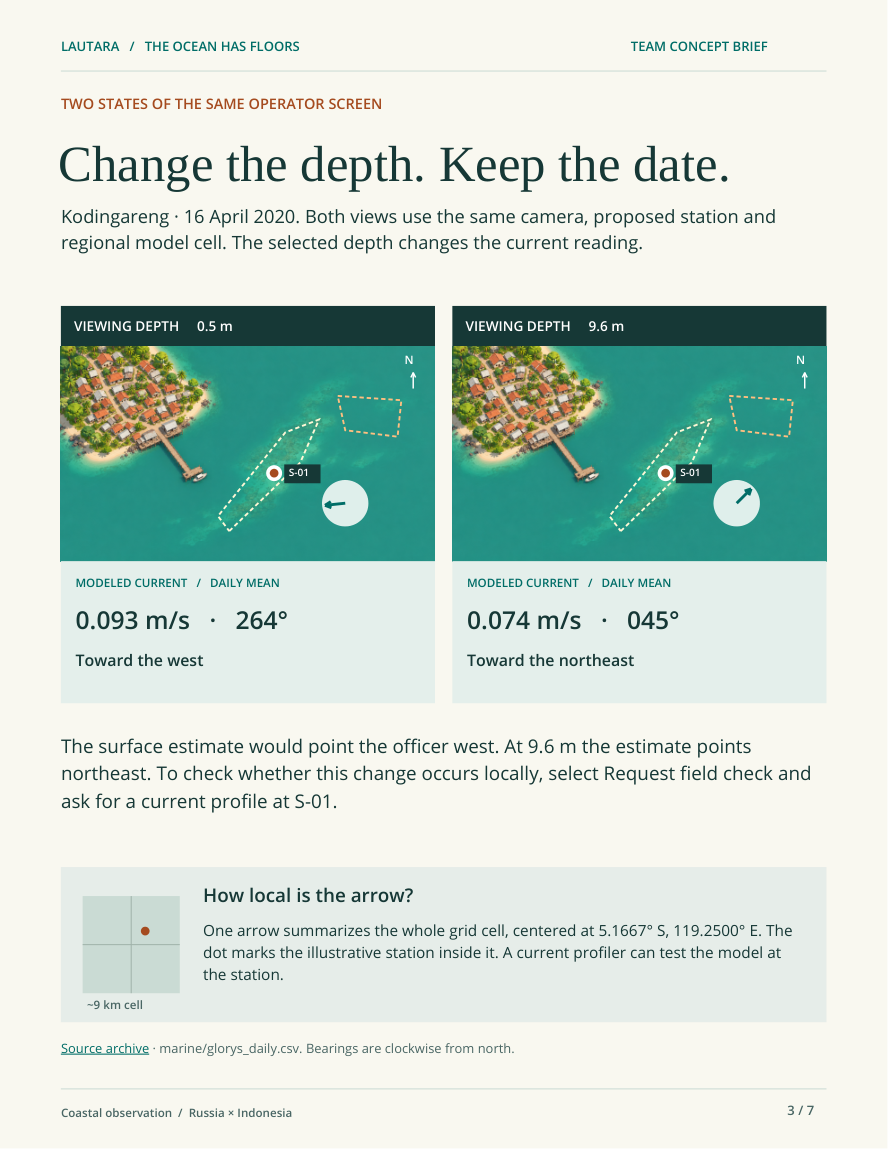 LAUTARA / THE OCEAN HAS FLOORS
TEAM CONCEPT BRIEF
TWO STATES OF THE SAME OPERATOR SCREEN
Change the depth. Keep the date.
Kodingareng · 16 April 2020. Both views use the same camera, proposed station and
regional model cell. The selected depth changes the current reading.
VIEWING DEPTH 0.5 m
N
S-01
MODELED CURRENT / DAILY MEAN
0.093 m/s · 264°
Toward the west
VIEWING DEPTH 9.6 m
N
S-01
MODELED CURRENT / DAILY MEAN
0.074 m/s · 045°
Toward the northeast
The surface estimate would point the officer west. At 9.6 m the estimate points
northeast. To check whether this change occurs locally, select Request field check and
ask for a current profile at S-01.
How local is the arrow?
One arrow summarizes the whole grid cell, centered at 5.1667° S, 119.2500° E. The
dot marks the illustrative station inside it. A current profiler can test the model at
the station.
~9 km cell
Source archive · marine/glorys_daily.csv. Bearings are clockwise from north.
Coastal observation / Russia × Indonesia
3 / 7